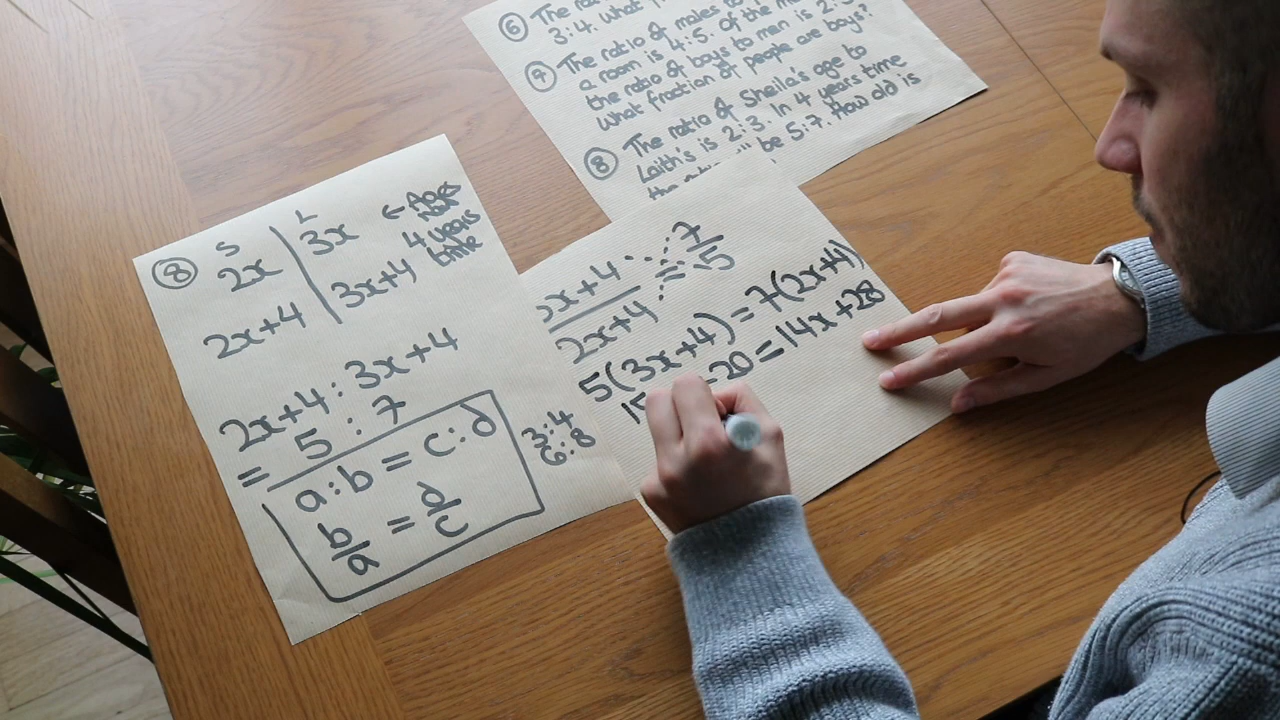 ⑥ The
3:4. What
⑦ The ratio of males to
a room is 4:5. Of the
the ratio of boys to men is 2:
What fraction of people are boys?
⑧ The ratio of Sheila's age to
Laith's is 2:3. In 4 years time
the be 5:7. How old is
⑧ S L
2x 3x ← Ages Now
2x+4 3x+4 4 years time
2x+4 : 3x+4
= 5 : 7
a:b = c:d
b/a = d/c
3:4
6:8
3x+4/2x+4 = 7/5
5(3x+4) = 7(2x+4)
15 20 = 14x+28